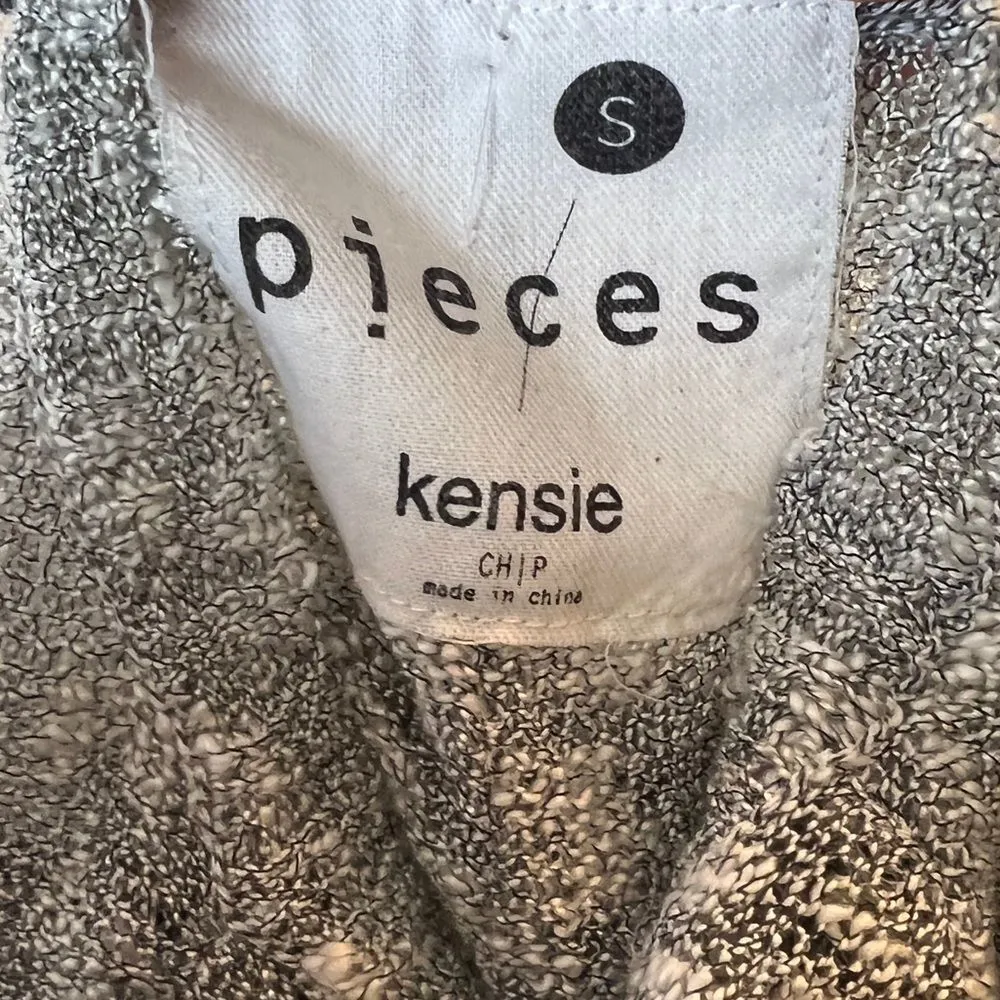 S
pieces
kensie
CH|P
made in china